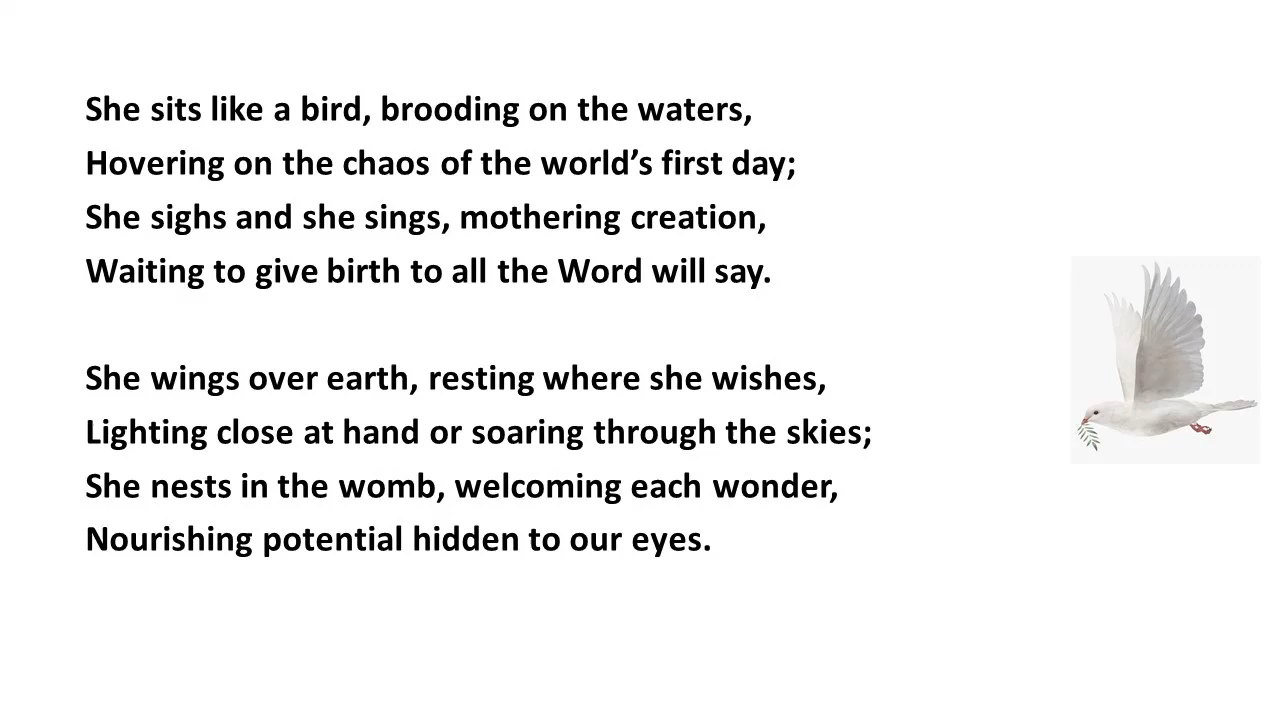 She sits like a bird, brooding on the waters,
Hovering on the chaos of the world’s first day;
She sighs and she sings, mothering creation,
Waiting to give birth to all the Word will say.
She wings over earth, resting where she wishes,
Lighting close at hand or soaring through the skies;
She nests in the womb, welcoming each wonder,
Nourishing potential hidden to our eyes.